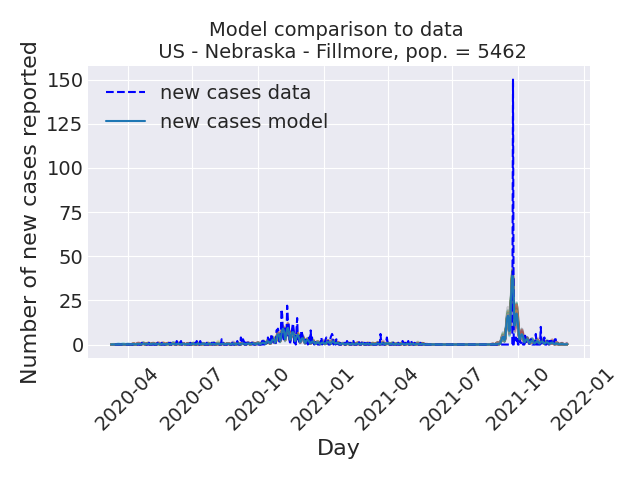 Model comparison to data
US - Nebraska - Fillmore, pop. = 5462
Number of new cases reported
150
125
100
75
50
25
0
new cases data
new cases model
2020-04
2020-07
2020-10
2021-01
2021-04
2021-07
2021-10
2022-01
Day